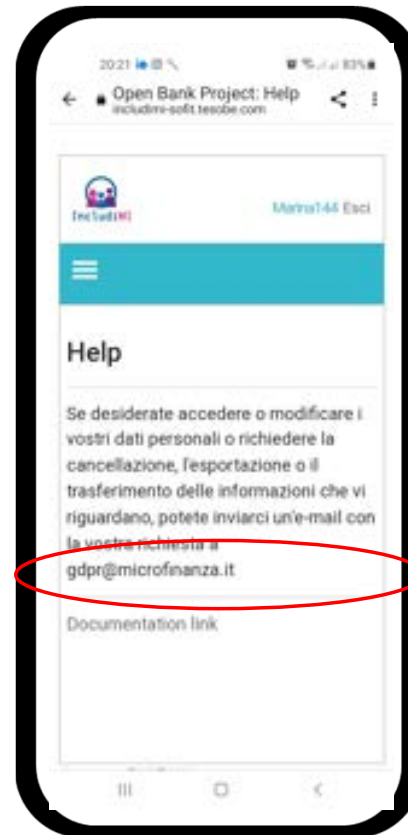 20:21
83%
Open Bank Project: Help
includimi-sofit.tesobe.com
IncludiMI
Marina144 Esci
Help
Se desiderate accedere o modificare i
vostri dati personali o richiedere la
cancellazione, l'esportazione o il
trasferimento delle informazioni che vi
riguardano, potete inviarci un'e-mail con
la vostra richiesta a
gdpr@microfinanza.it
Documentation link